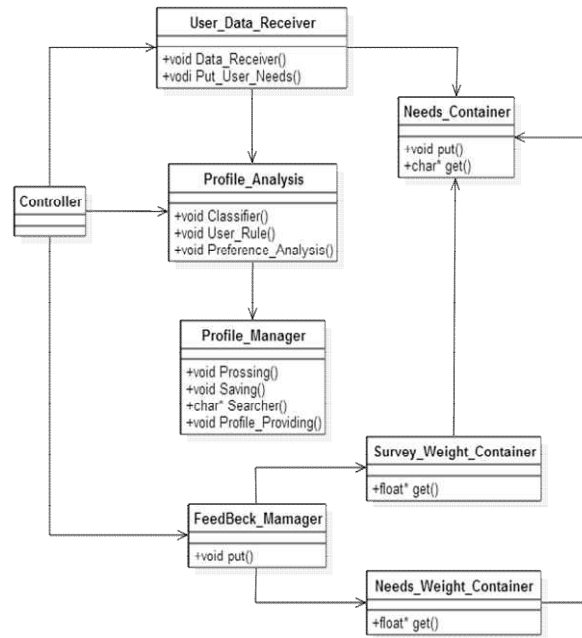 User_Data_Receiver
+void Data_Receiver()
+vodi Put_User_Needs()
Needs_Container
+void put()
+char* get()
Controller
Profile_Analysis
+void Classifier()
+void User_Rule()
+void Preference_Analysis()
Profile_Manager
+void Prossing()
+void Saving()
+char* Searcher()
+void Profile_Providing()
Survey_Weight_Container
+float* get()
FeedBeck_Mamager
+void put()
Needs_Weight_Container
+float* get()